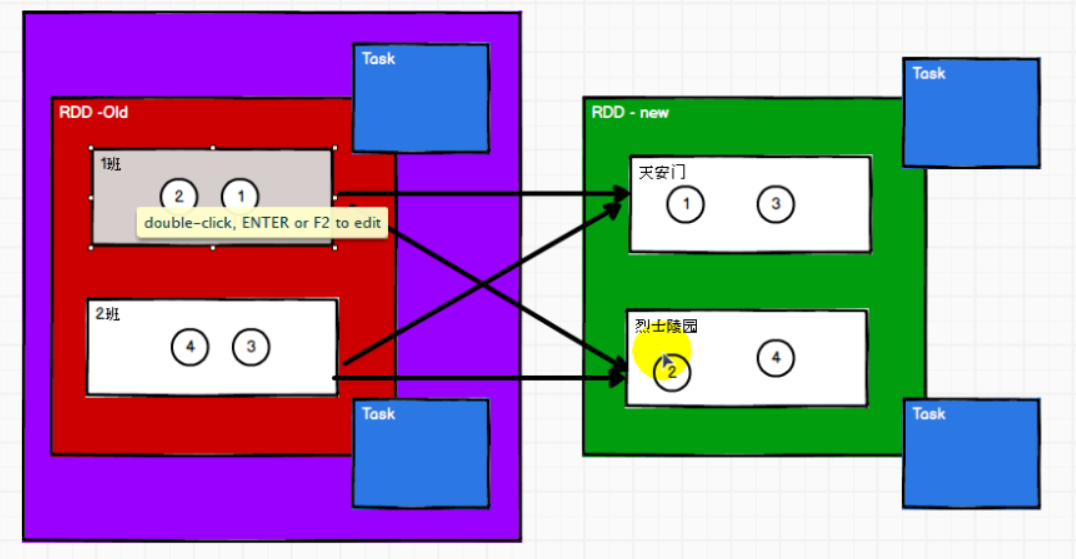 Task
Task
RDD -Old
RDD - new
1班
2 1
double-click, ENTER or F2 to edit
天安门
1 3
2班
4 3
烈士陵园
2 4
Task
Task